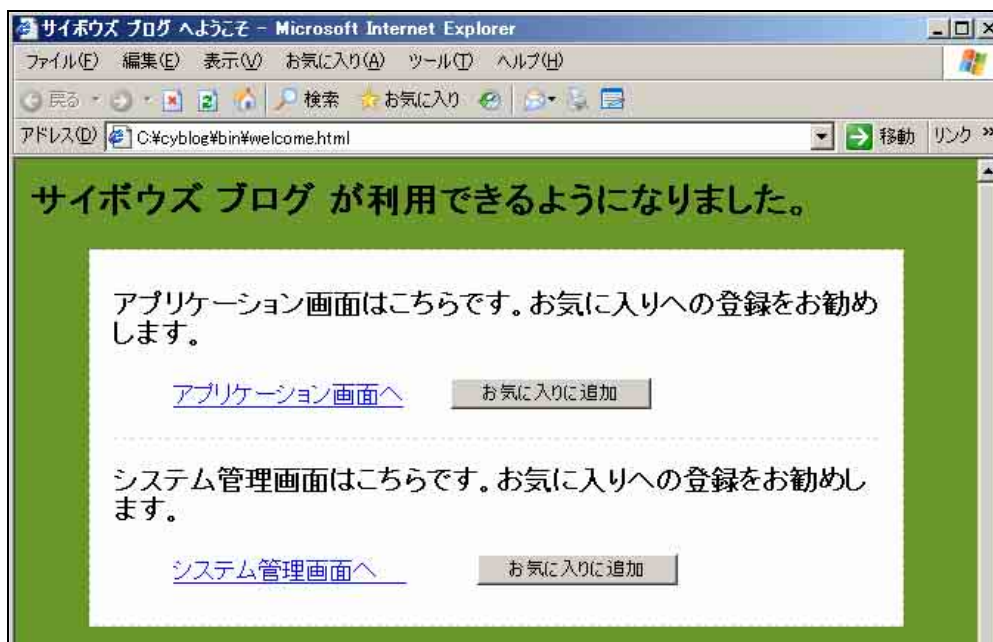 サイボウズ ブログ へようこそ - Microsoft Internet Explorer
ファイル(F) 編集(E) 表示(V) お気に入り(A) ツール(T) ヘルプ(H)
戻る 検索 お気に入り
アドレス(D) C:¥cyblog¥bin¥welcome.html 移動 リンク »
サイボウズ ブログ が利用できるようになりました。
アプリケーション画面はこちらです。お気に入りへの登録をお勧め
します。
アプリケーション画面へ お気に入りに追加
システム管理画面はこちらです。お気に入りへの登録をお勧めし
ます。
システム管理画面へ お気に入りに追加